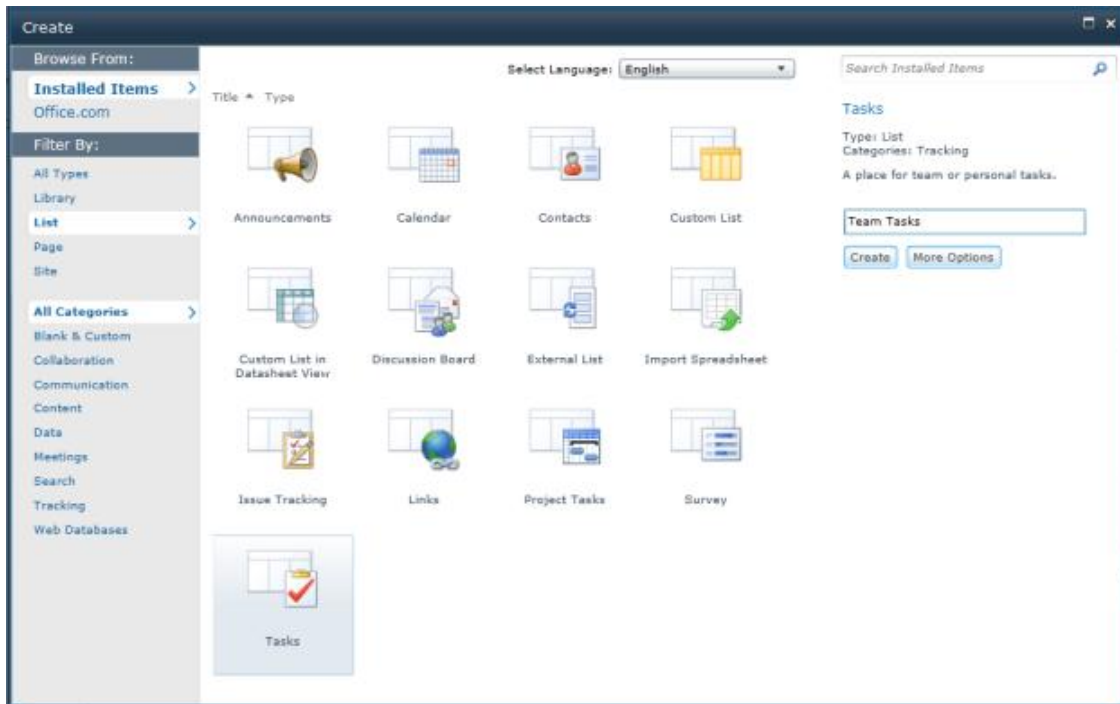 Create
Browse From:
Installed Items
Office.com
Filter By:
All Types
Library
List
Page
Site
All Categories
Blank & Custom
Collaboration
Communication
Content
Data
Meetings
Search
Tracking
Web Databases
Select Language: English
Title Type
Announcements Calendar Contacts Custom List
Custom List in Discussion Board External List Import Spreadsheet
Datasheet View
Issue Tracking Links Project Tasks Survey
Tasks
Search Installed Items
Tasks
Type: List
Categories: Tracking
A place for team or personal tasks.
Team Tasks
Create More Options